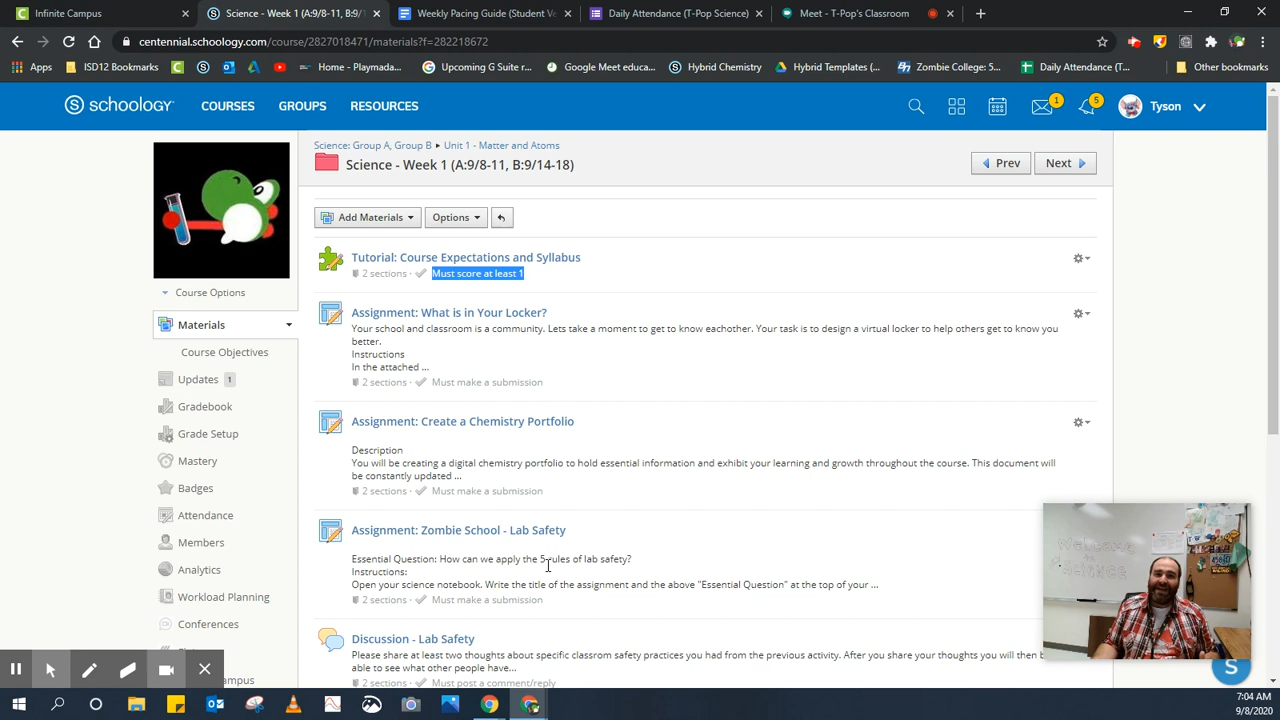 Infinite Campus
Science - Week 1 (A:9/8-11, B:9/1
Weekly Pacing Guide (Student Ve
Daily Attendance (T-Pop Science)
Meet - T-Pop's Classroom
centennial.schoology.com/course/2827018471/materials?f=282218672
Apps
ISD12 Bookmarks
Home - Playmada...
Upcoming G Suite r...
Google Meet educa...
Hybrid Chemistry
Hybrid Templates (...
Zombie College: 5...
Daily Attendance (T...
Other bookmarks
S schoology
COURSES
GROUPS
RESOURCES
1
5
Tyson
Science: Group A, Group B ▸ Unit 1 - Matter and Atoms
Science - Week 1 (A:9/8-11, B:9/14-18)
Prev
Next
Course Options
Materials
Course Objectives
Updates 1
Gradebook
Grade Setup
Mastery
Badges
Attendance
Members
Analytics
Workload Planning
Conferences
Campus
Add Materials
Options
Tutorial: Course Expectations and Syllabus
2 sections · Must score at least 1
Assignment: What is in Your Locker?
Your school and classroom is a community. Lets take a moment to get to know eachother. Your task is to design a virtual locker to help others get to know you
better.
Instructions
In the attached ...
2 sections · Must make a submission
Assignment: Create a Chemistry Portfolio
Description
You will be creating a digital chemistry portfolio to hold essential information and exhibit your learning and growth throughout the course. This document will
be constantly updated ...
2 sections · Must make a submission
Assignment: Zombie School - Lab Safety
Essential Question: How can we apply the 5 rules of lab safety?
Instructions:
Open your science notebook. Write the title of the assignment and the above "Essential Question" at the top of your ...
2 sections · Must make a submission
Discussion - Lab Safety
Please share at least two thoughts about specific classrom safety practices you had from the previous activity. After you share your thoughts you will then b
able to see what other people have...
2 sections · Must post a comment/reply
S
7:04 AM
9/8/2020